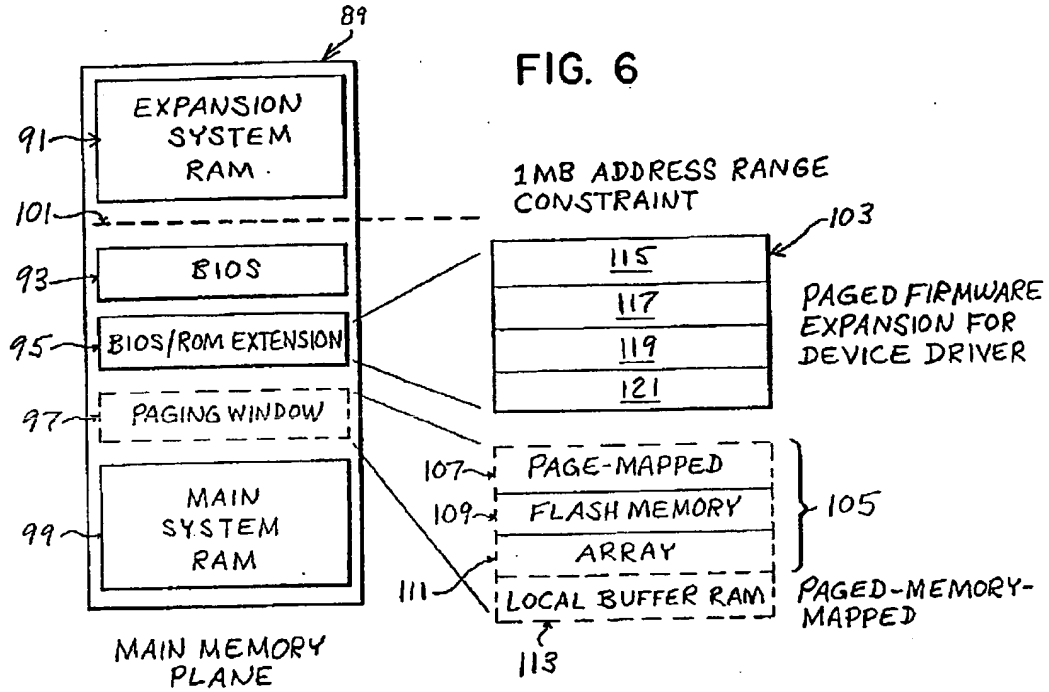 89
FIG. 6
EXPANSION
SYSTEM
RAM
91
1MB ADDRESS RANGE
CONSTRAINT
101
103
93
BIOS
115
117
119
121
PAGED FIRMWARE
EXPANSION FOR
DEVICE DRIVER
95
BIOS/ROM EXTENSION
97
PAGING WINDOW
107
PAGE-MAPPED
109
FLASH MEMORY
105
99
MAIN
SYSTEM
RAM
111
ARRAY
LOCAL BUFFER RAM
PAGED-MEMORY-
MAPPED
113
MAIN MEMORY
PLANE